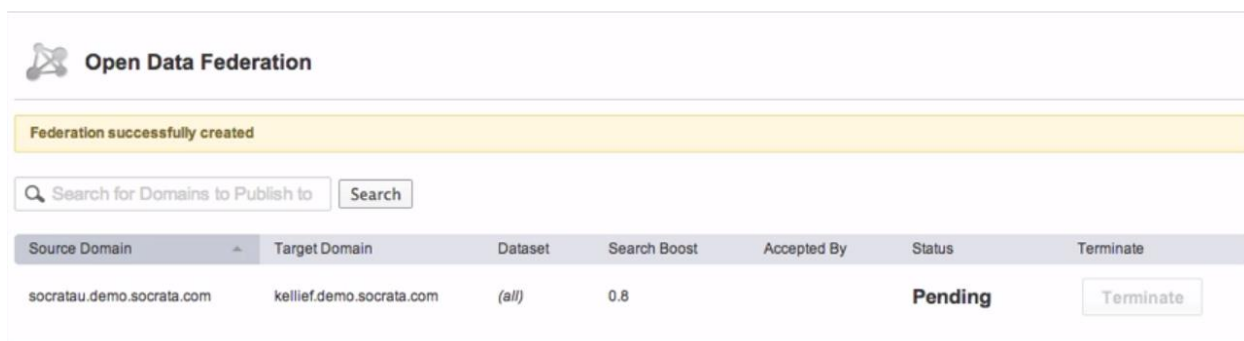 Open Data Federation
Federation successfully created
Search for Domains to Publish to Search
Source Domain Target Domain Dataset Search Boost Accepted By Status Terminate
socratau.demo.socrata.com kellief.demo.socrata.com (all) 0.8 Pending Terminate